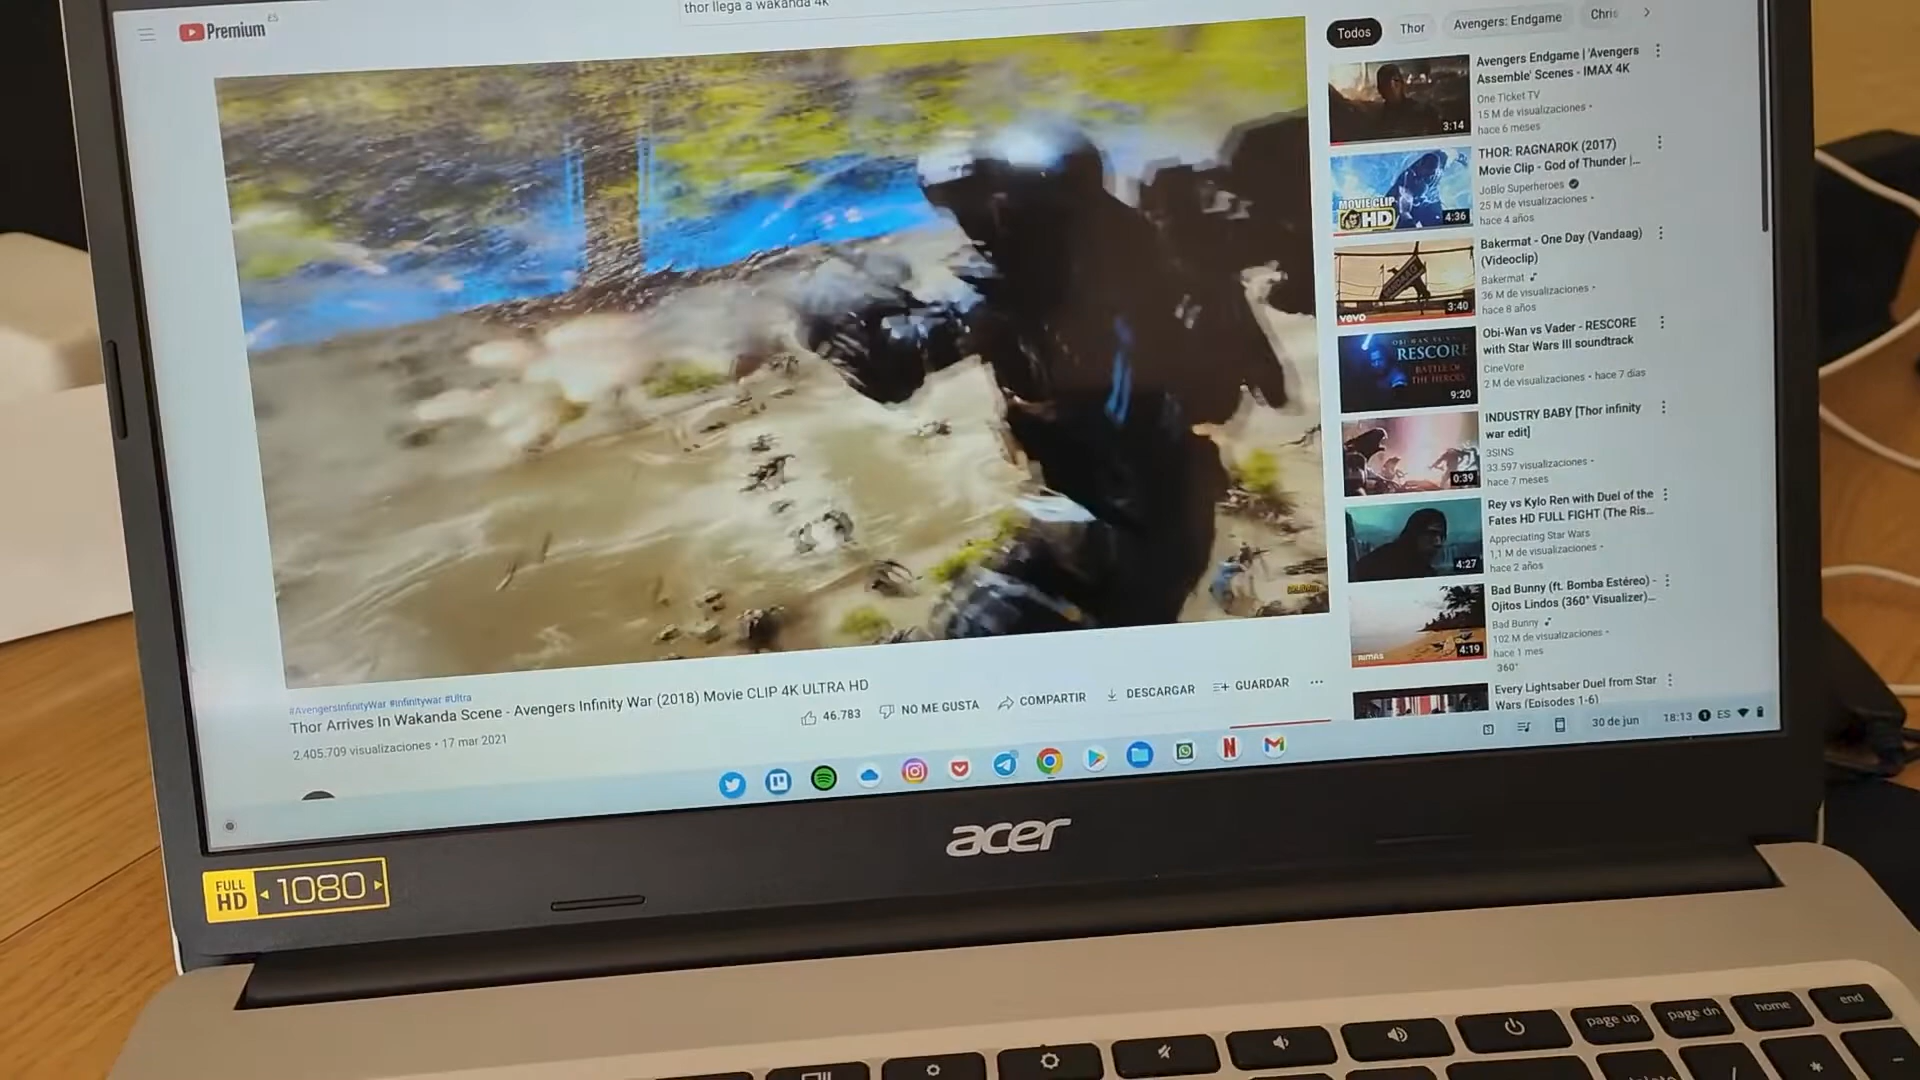 Premium ES
thor llega a wakanda 4K
Todos
Thor
Avengers: Endgame
Chris
3:14
Avengers Endgame | 'Avengers
Assemble' Scenes - IMAX 4K
One Ticket TV
15 M de visualizaciones •
hace 6 meses
MOVIE CLIP
HD
4:36
THOR: RAGNAROK (2017)
Movie Clip - God of Thunder |...
JoBlo Superheroes
25 M de visualizaciones •
hace 4 años
vevo
3:40
Bakermat - One Day (Vandaag)
(Videoclip)
Bakermat
36 M de visualizaciones •
hace 8 años
OBI-WAN VS VADER
RESCORE
BATTLE OF
THE HEROES
9:20
Obi-Wan vs Vader - RESCORE
with Star Wars III soundtrack
CineVore
2 M de visualizaciones • hace 7 días
0:39
INDUSTRY BABY [Thor infinity
war edit]
3SINS
33.597 visualizaciones •
hace 7 meses
4:27
Rey vs Kylo Ren with Duel of the
Fates HD FULL FIGHT (The Ris...
Appreciating Star Wars
1,1 M de visualizaciones •
hace 2 años
RIMAS
4:19
Bad Bunny (ft. Bomba Estéreo) -
Ojitos Lindos (360° Visualizer)...
Bad Bunny
102 M de visualizaciones •
hace 1 mes
360°
Every Lightsaber Duel from Star
Wars (Episodes 1-6)
#AvengersInfinityWar #infinitywar #Ultra
Thor Arrives In Wakanda Scene - Avengers Infinity War (2018) Movie CLIP 4K ULTRA HD
2.405.709 visualizaciones • 17 mar 2021
46.783
NO ME GUSTA
COMPARTIR
DESCARGAR
GUARDAR
30 de jun
18:13
1
ES
N
acer
FULL
HD
1080
page up
page dn
home
end